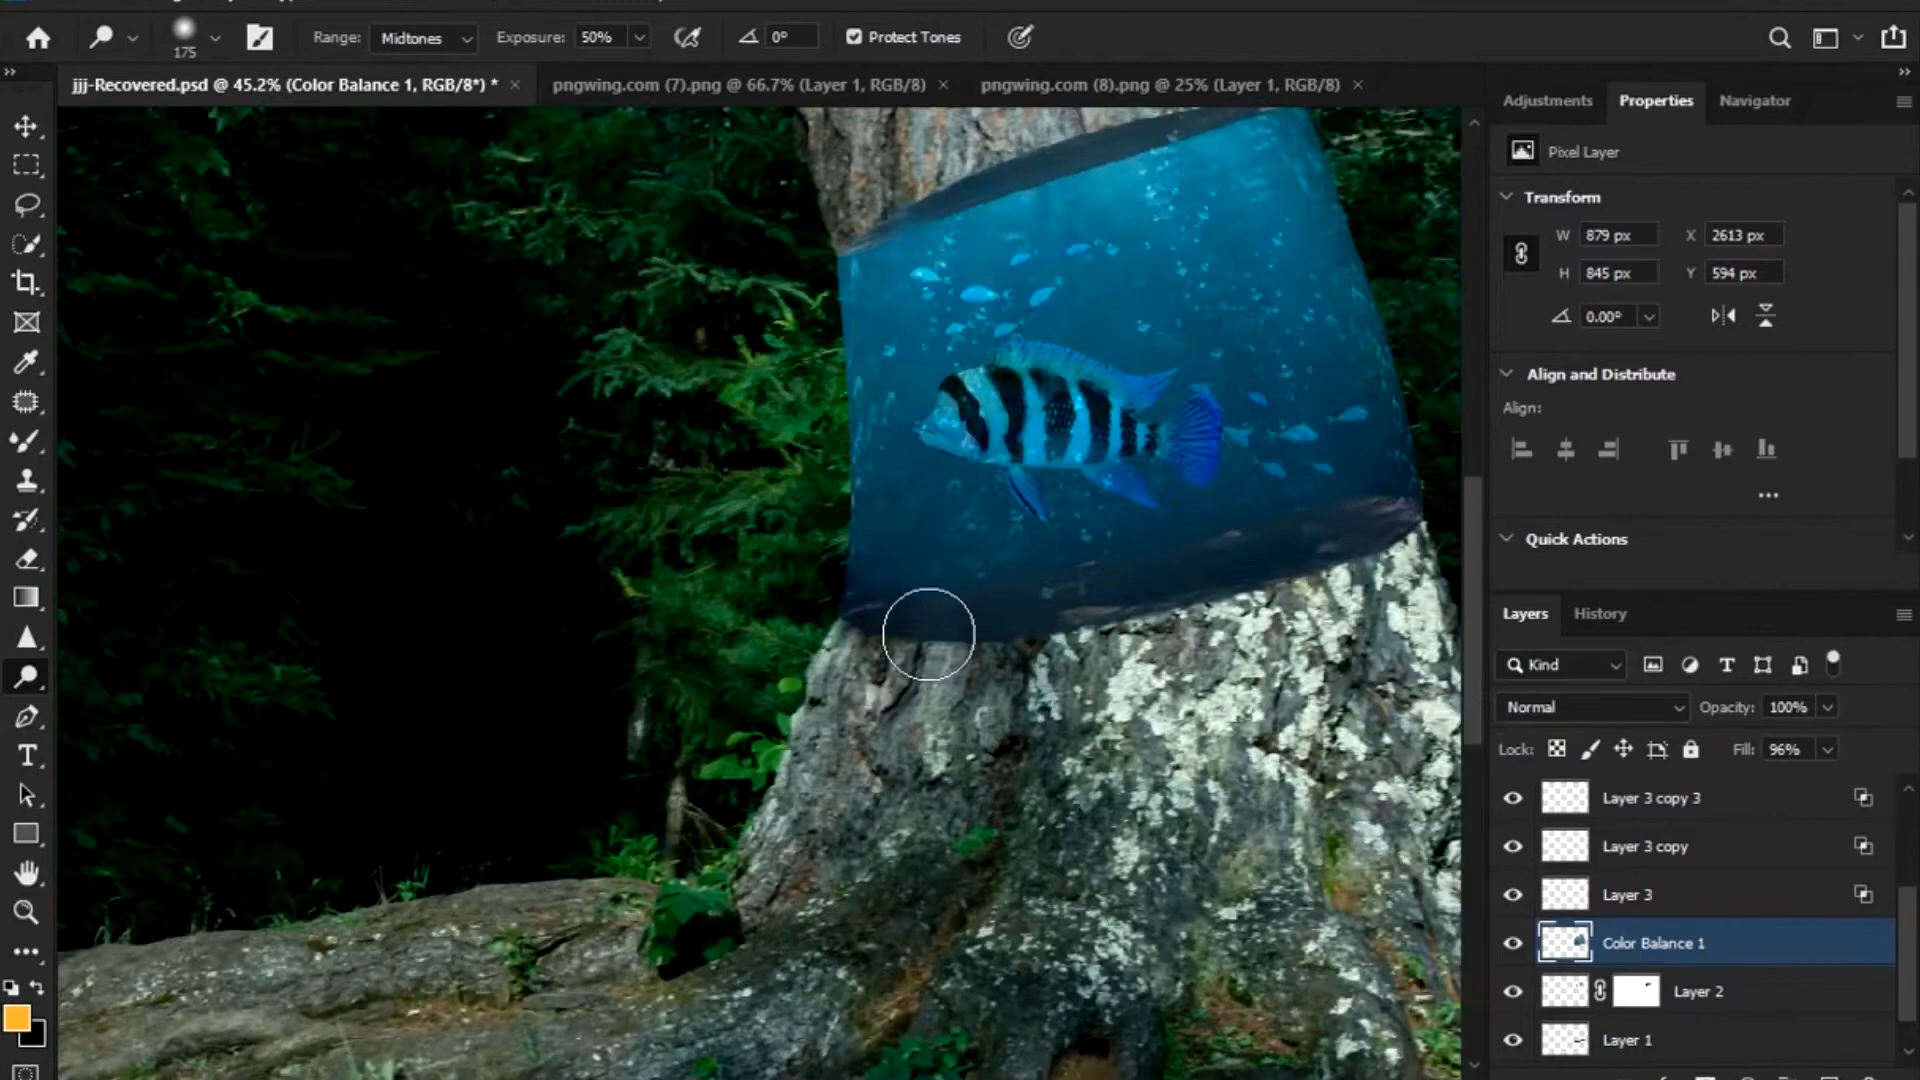 Range: Midtones Exposure: 50% 0° Protect Tones
175
jjj-Recovered.psd @ 45.2% (Color Balance 1, RGB/8*) * pngwing.com (7).png @ 66.7% (Layer 1, RGB/8) pngwing.com (8).png @ 25% (Layer 1, RGB/8)
Adjustments Properties Navigator
Pixel Layer
Transform
W 879 px X 2613 px
H 845 px Y 594 px
0.00°
Align and Distribute
Align:
Quick Actions
Layers History
Kind
Normal Opacity: 100%
Lock: Fill: 96%
Layer 3 copy 3
Layer 3 copy
Layer 3
Color Balance 1
Layer 2
Layer 1